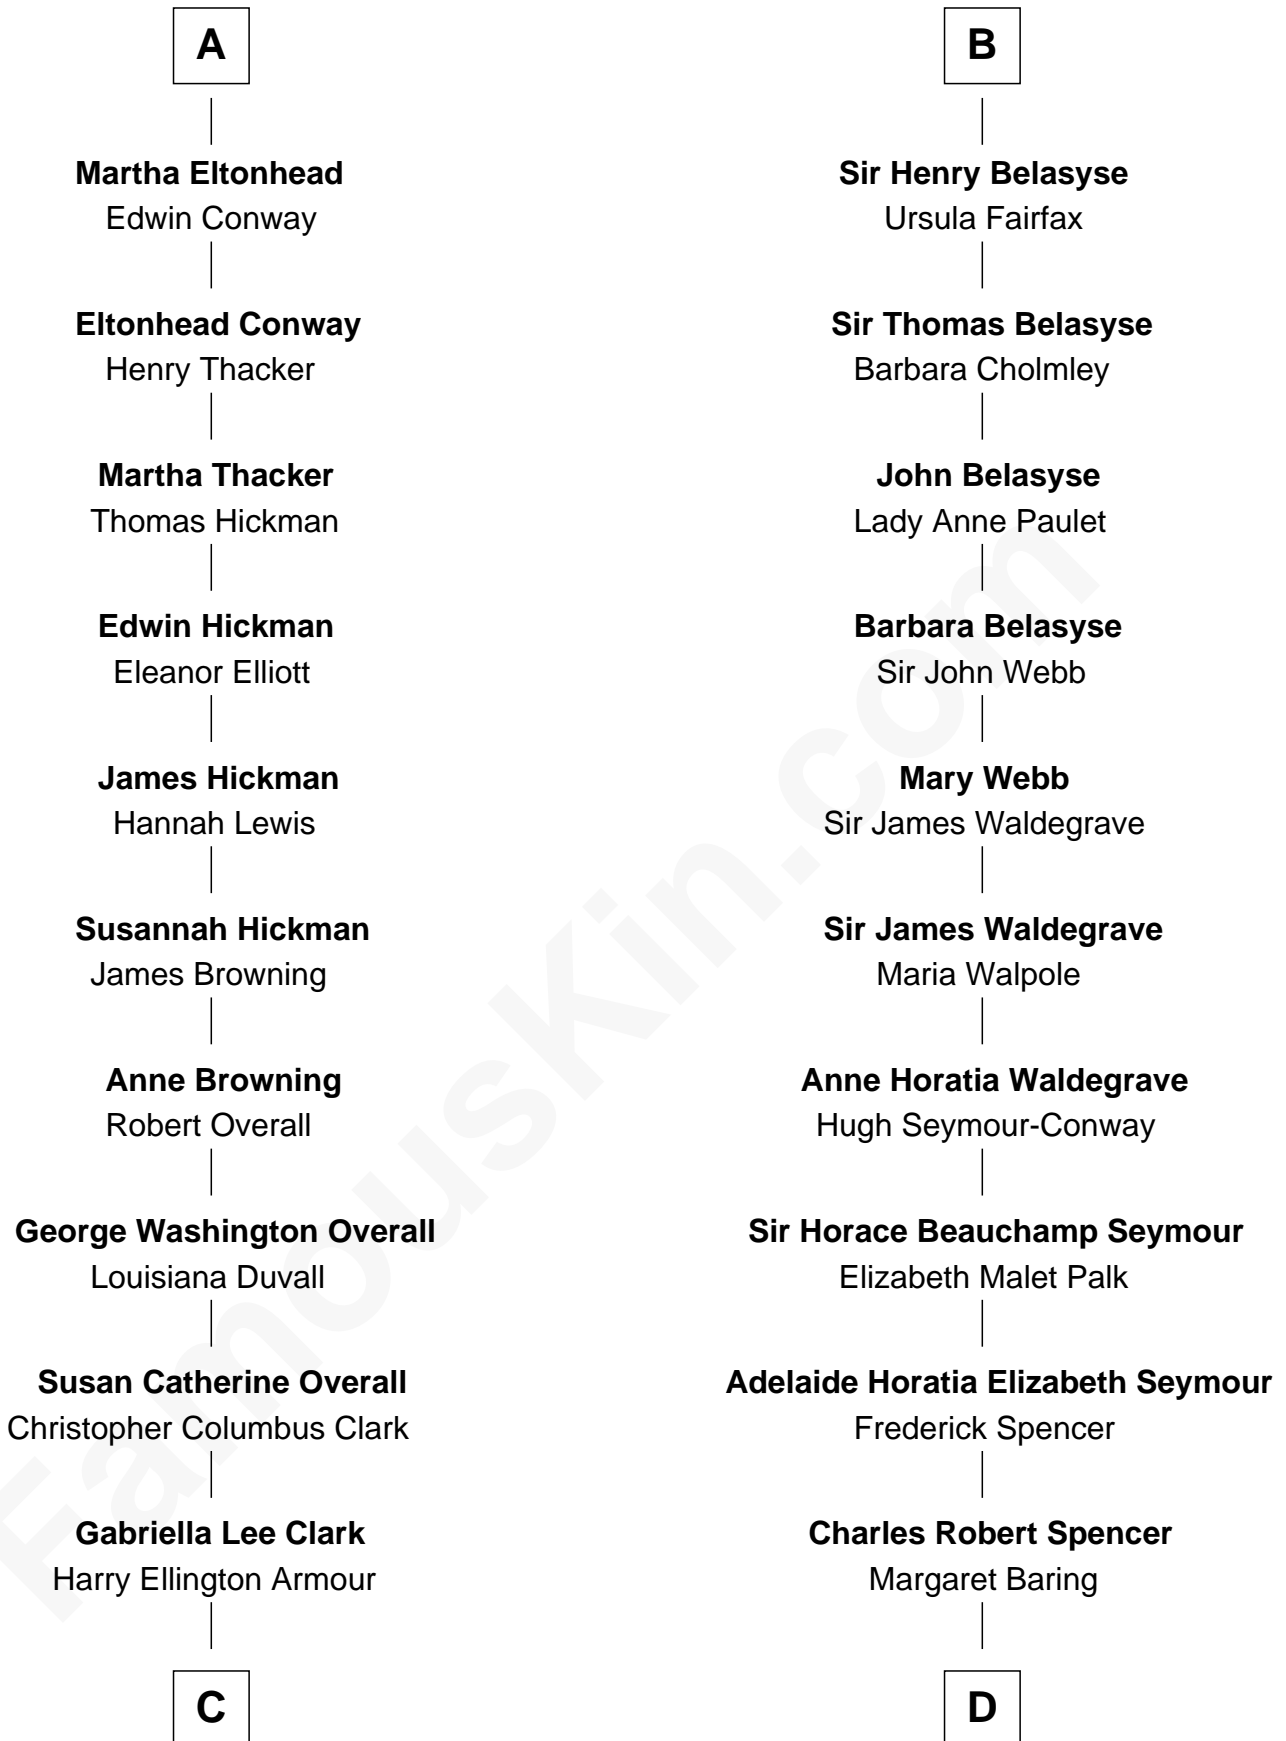 A
Martha Eltonhead
Edwin Conway
Eltonhead Conway
Henry Thacker
Martha Thacker
Thomas Hickman
Edwin Hickman
Eleanor Elliott
James Hickman
Hannah Lewis
Susannah Hickman
James Browning
Anne Browning
Robert Overall
George Washington Overall
Louisiana Duvall
Susan Catherine Overall
Christopher Columbus Clark
Gabriella Lee Clark
Harry Ellington Armour
C
B
Sir Henry Belasyse
Ursula Fairfax
Sir Thomas Belasyse
Barbara Cholmley
John Belasyse
Lady Anne Paulet
Barbara Belasyse
Sir John Webb
Mary Webb
Sir James Waldegrave
Sir James Waldegrave
Maria Walpole
Anne Horatia Waldegrave
Hugh Seymour-Conway
Sir Horace Beauchamp Seymour
Elizabeth Malet Palk
Adelaide Horatia Elizabeth Seymour
Frederick Spencer
Charles Robert Spencer
Margaret Baring
D
FamousKin.com